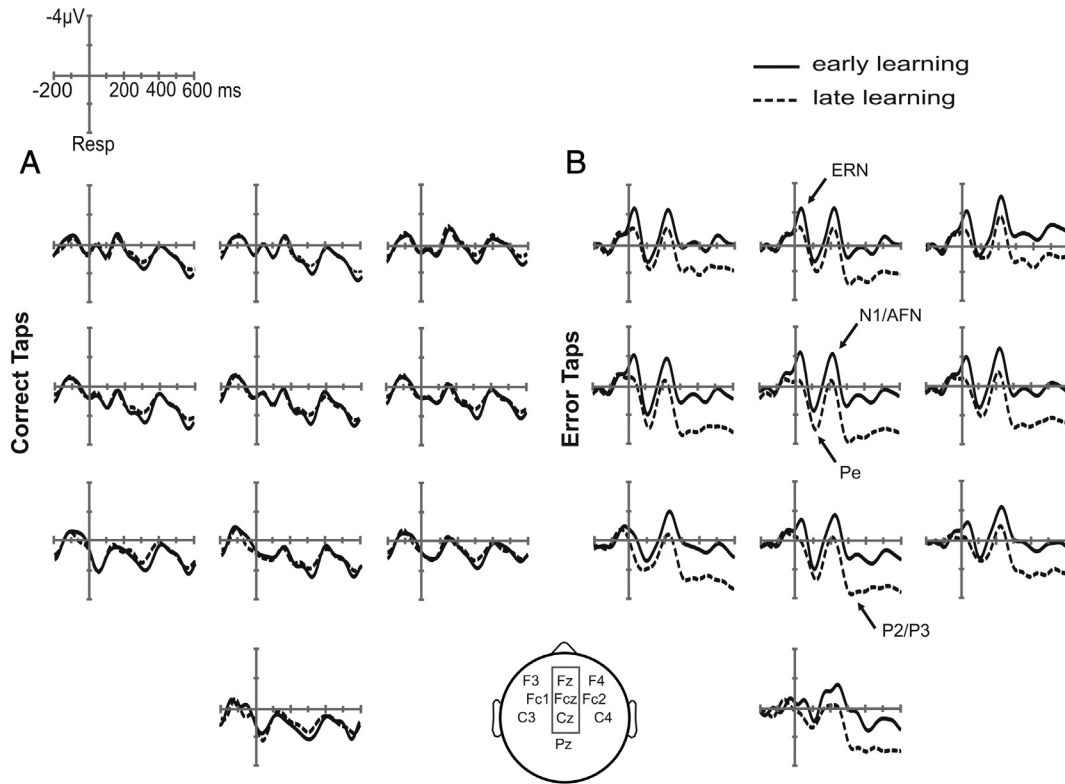 -4µV
-200
200 400 600 ms
Resp
early learning
late learning
A
B
Correct Taps
Error Taps
ERN
N1/AFN
Pe
P2/P3
F3 Fz F4
Fc1 Fcz Fc2
C3 Cz C4
Pz